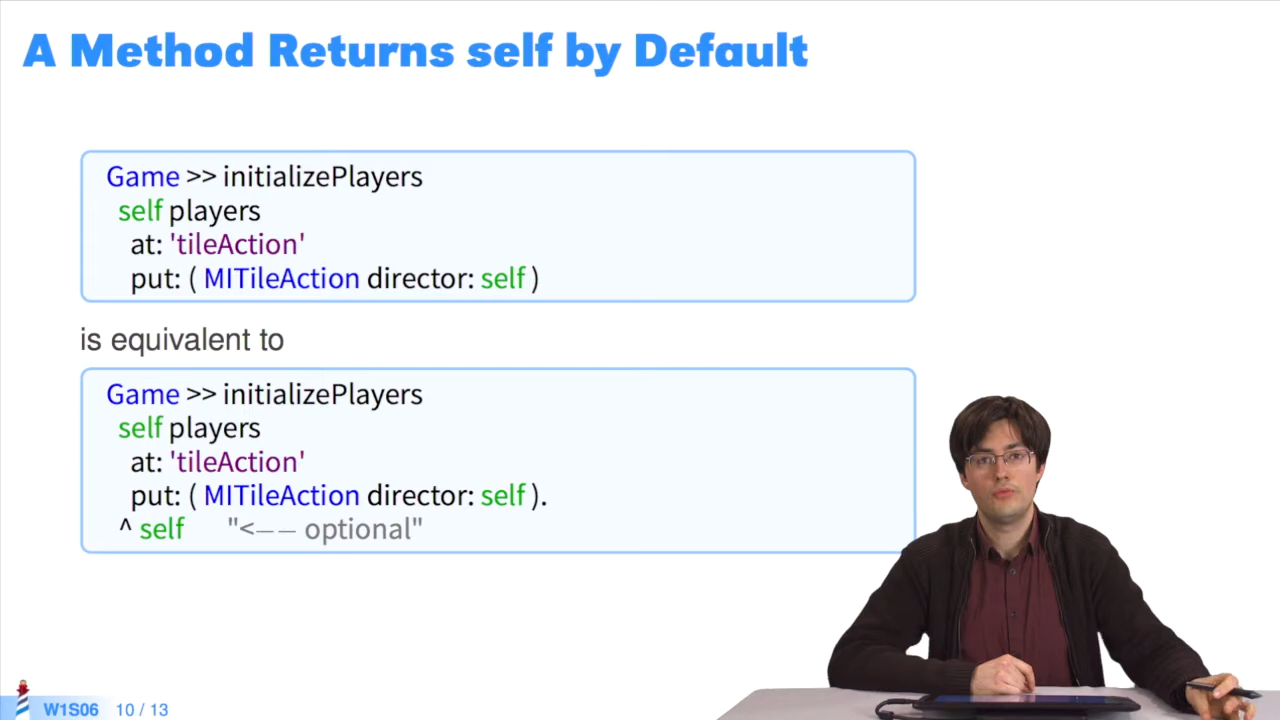 A Method Returns self by Default
Game >> initializePlayers
self players
at: 'tileAction'
put: ( MITileAction director: self )
is equivalent to
Game >> initializePlayers
self players
at: 'tileAction'
put: ( MITileAction director: self ).
^ self "<−− optional"
W1S06 10 / 13